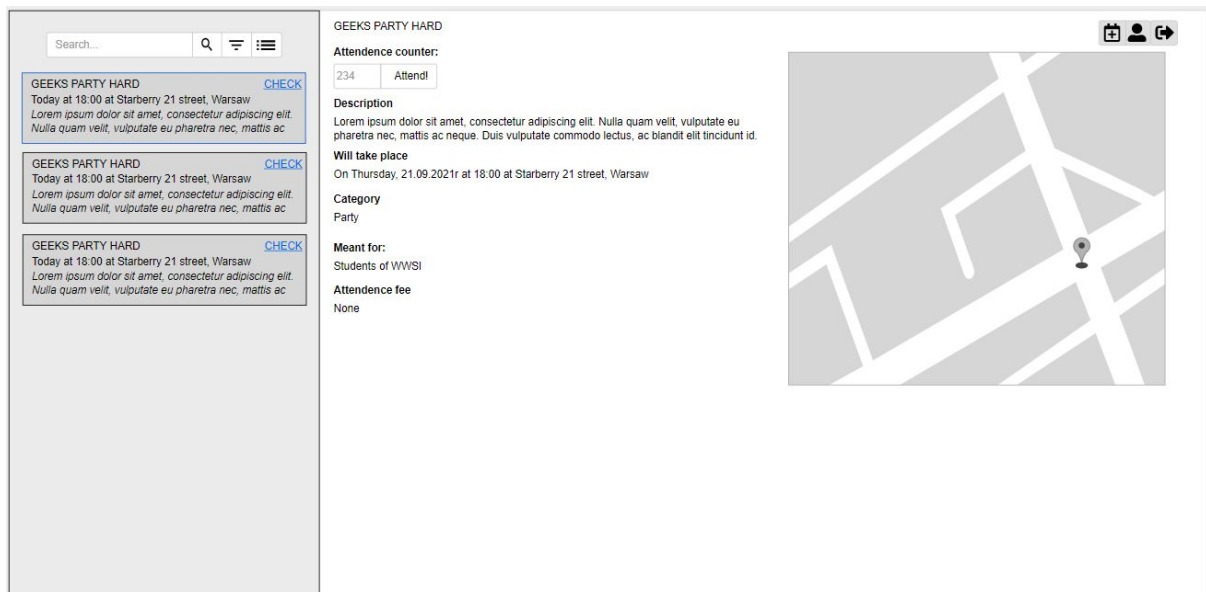 Search...
GEEKS PARTY HARD CHECK
Today at 18:00 at Starberry 21 street, Warsaw
Lorem ipsum dolor sit amet, consectetur adipiscing elit.
Nulla quam velit, vulputate eu pharetra nec, mattis ac
GEEKS PARTY HARD CHECK
Today at 18:00 at Starberry 21 street, Warsaw
Lorem ipsum dolor sit amet, consectetur adipiscing elit.
Nulla quam velit, vulputate eu pharetra nec, mattis ac
GEEKS PARTY HARD CHECK
Today at 18:00 at Starberry 21 street, Warsaw
Lorem ipsum dolor sit amet, consectetur adipiscing elit.
Nulla quam velit, vulputate eu pharetra nec, mattis ac
GEEKS PARTY HARD
Attendence counter:
234 Attend!
Description
Lorem ipsum dolor sit amet, consectetur adipiscing elit. Nulla quam velit, vulputate eu
pharetra nec, mattis ac neque. Duis vulputate commodo lectus, ac blandit elit tincidunt id.
Will take place
On Thursday, 21.09.2021r at 18:00 at Starberry 21 street, Warsaw
Category
Party
Meant for:
Students of WWSI
Attendence fee
None